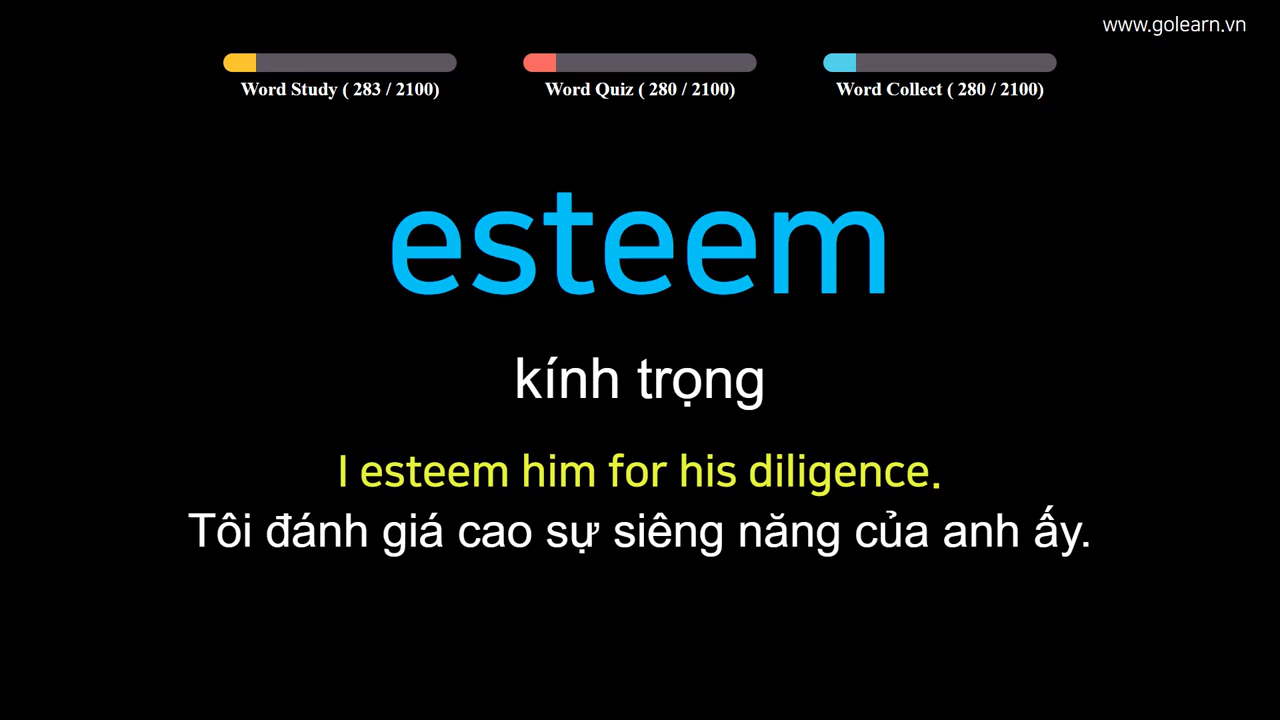 www.golearn.vn
Word Study ( 283 / 2100)
Word Quiz ( 280 / 2100)
Word Collect ( 280 / 2100)
esteem
kính trọng
I esteem him for his diligence.
Tôi đánh giá cao sự siêng năng của anh ấy.